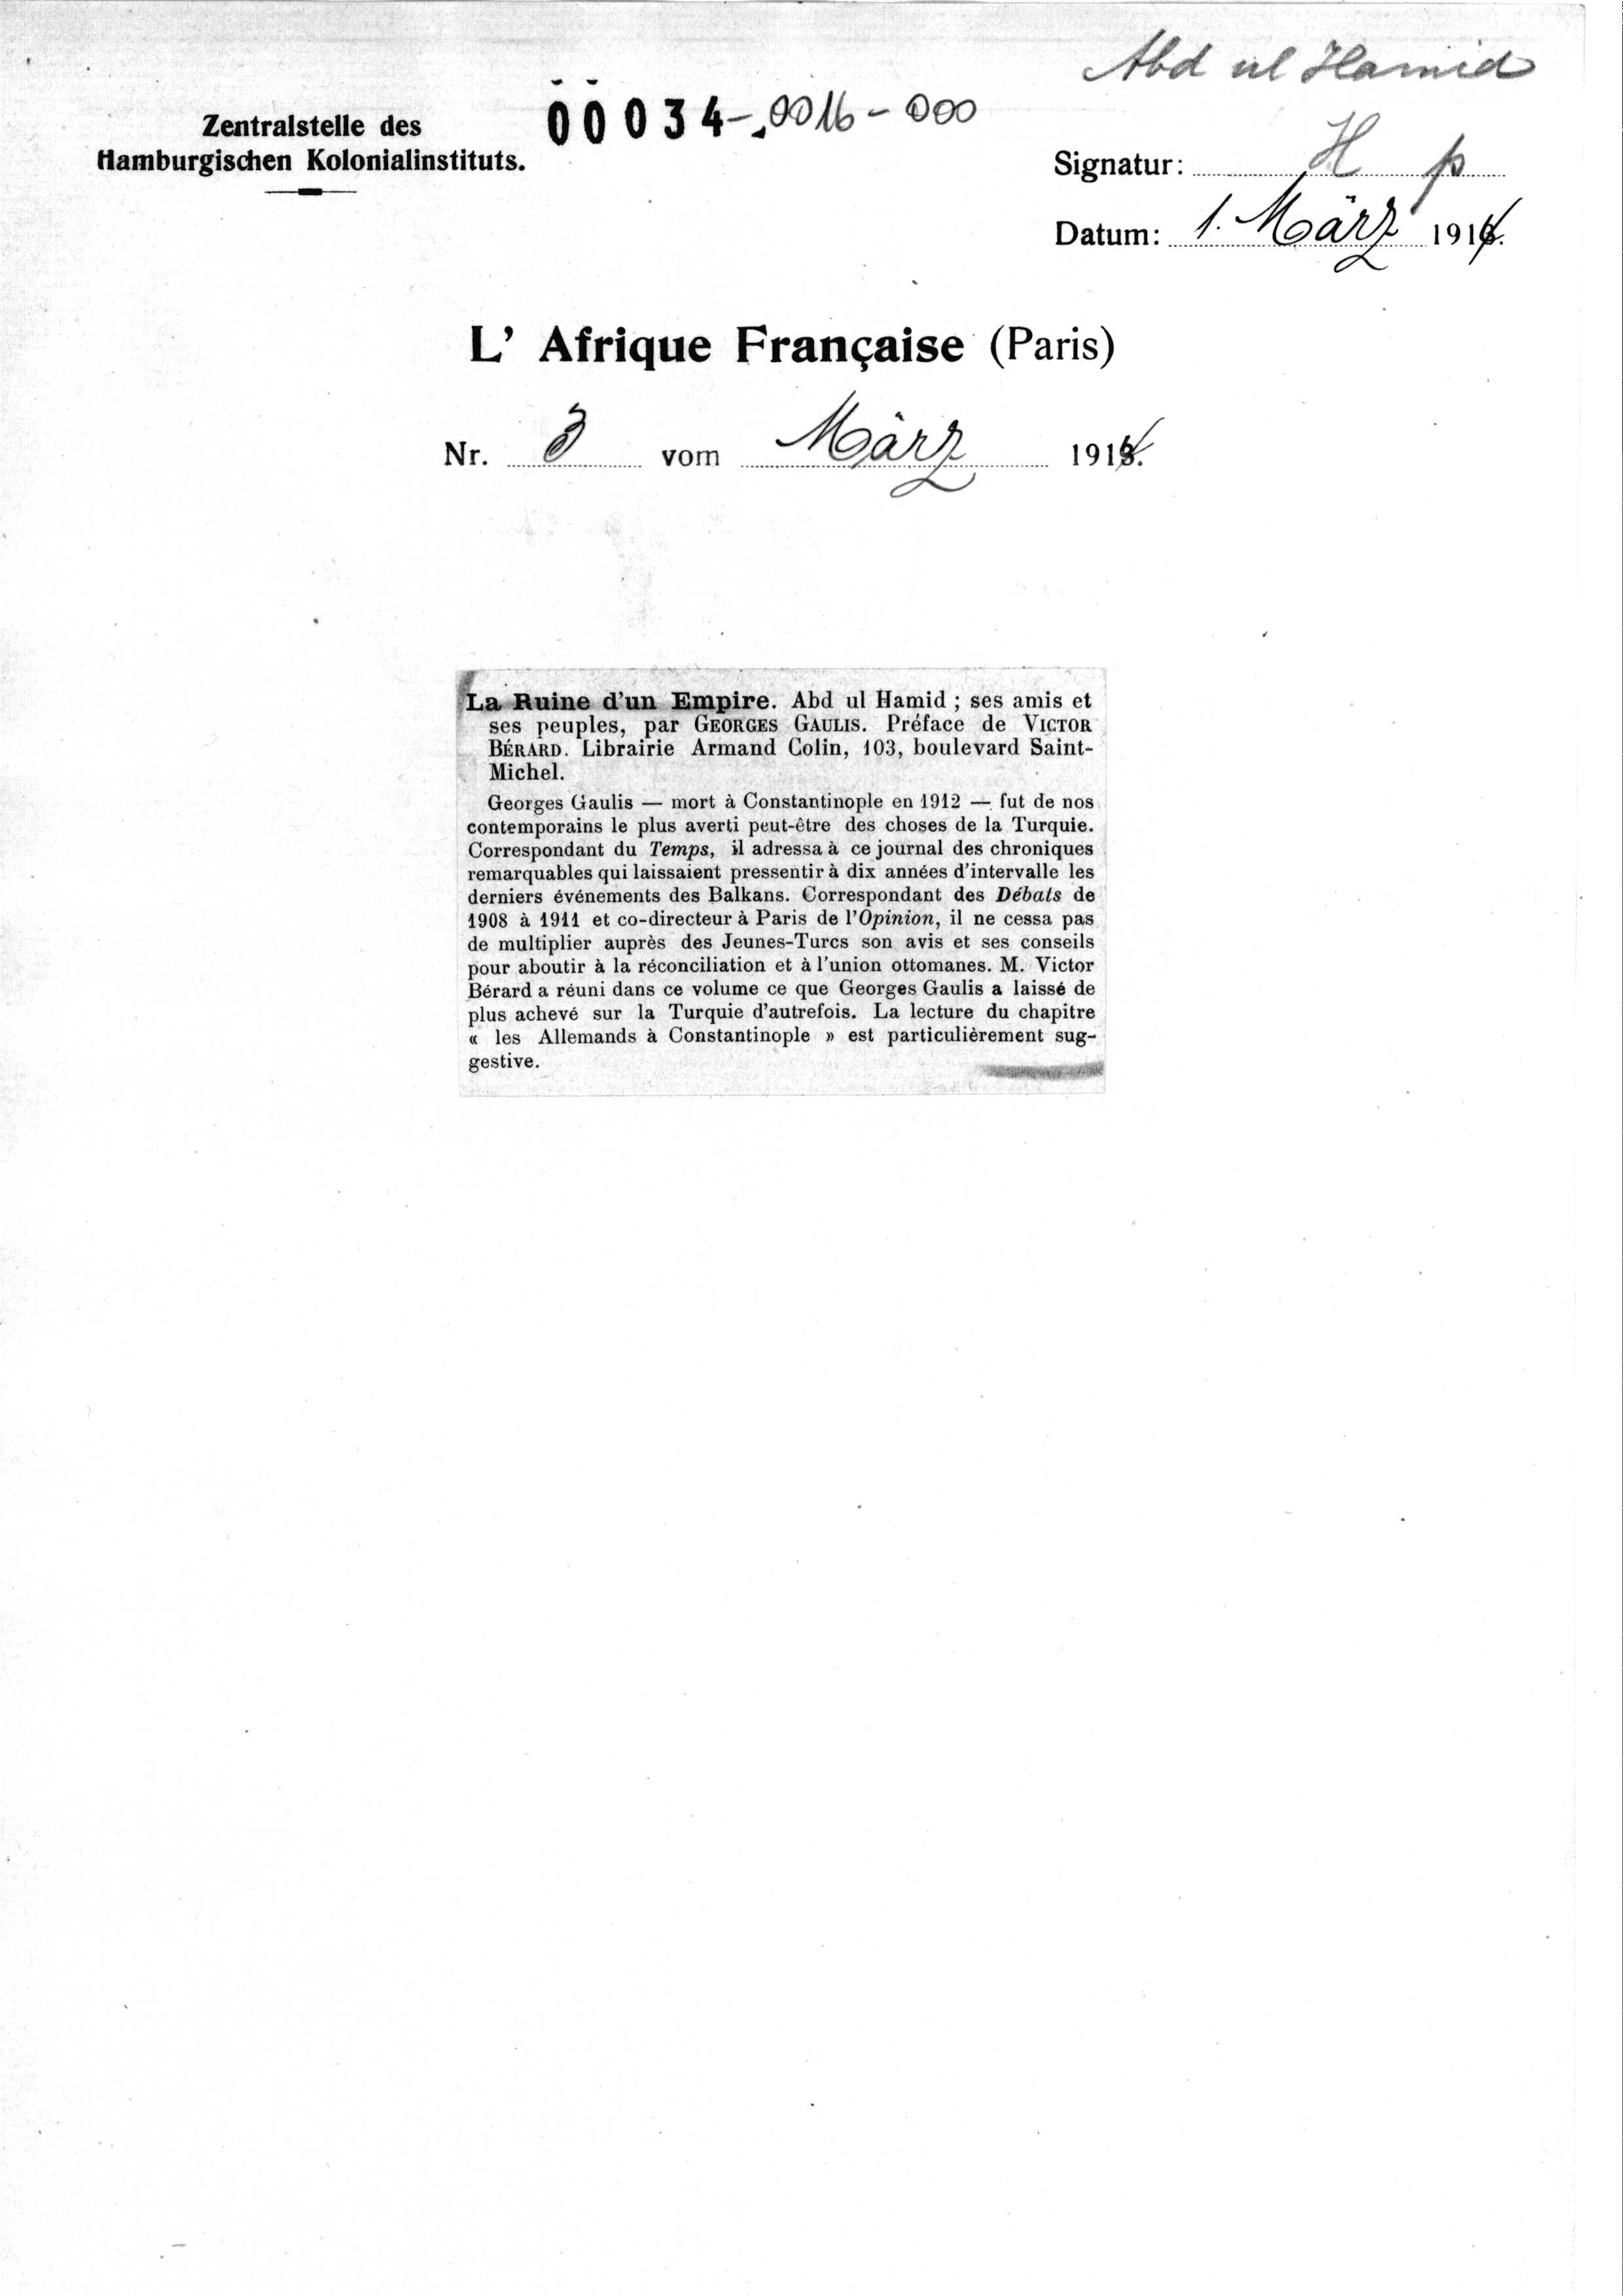 Abd ul Hamid
Zentralstelle des
Hamburgischen Kolonialinstituts.
00034-0016-000
Signatur: H p
Datum: 1. März 1914.
L' Afrique Française (Paris)
Nr. 3 vom März 1914.
La Ruine d'un Empire. Abd ul Hamid ; ses amis et
ses peuples, par GEORGES GAULIS. Préface de VICTOR
BÉRARD. Librairie Armand Colin, 103, boulevard Saint-
Michel.
Georges Gaulis — mort à Constantinople en 1912 — fut de nos
contemporains le plus averti peut-être des choses de la Turquie.
Correspondant du Temps, il adressa à ce journal des chroniques
remarquables qui laissaient pressentir à dix années d'intervalle les
derniers événements des Balkans. Correspondant des Débats de
1908 à 1911 et co-directeur à Paris de l'Opinion, il ne cessa pas
de multiplier auprès des Jeunes-Turcs son avis et ses conseils
pour aboutir à la réconciliation et à l'union ottomanes. M. Victor
Bérard a réuni dans ce volume ce que Georges Gaulis a laissé de
plus achevé sur la Turquie d'autrefois. La lecture du chapitre
« les Allemands à Constantinople » est particulièrement sug-
gestive.